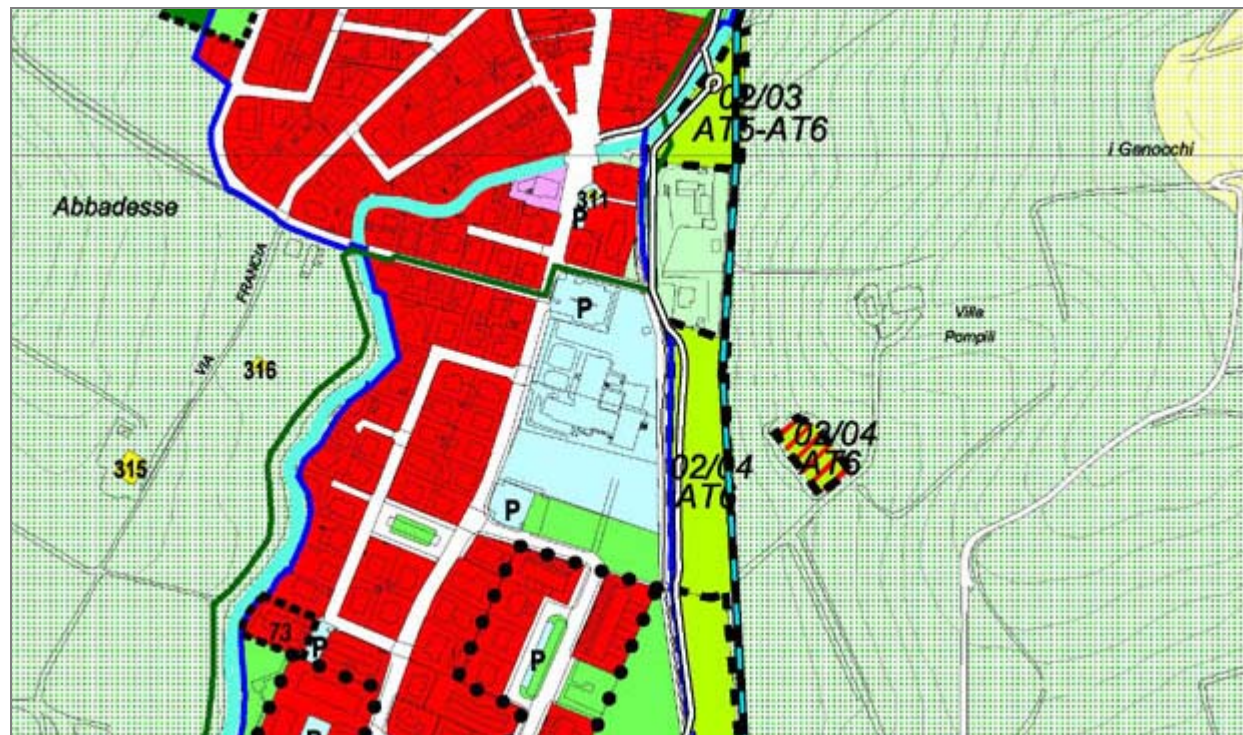 02/03
AT5-AT6
i Genocchi
Abbadesse
311
P
VIA FRANCIA
P
Villa
Pompili
316
02/04
AT6
315
02/04
AT6
P
73
P
P
P